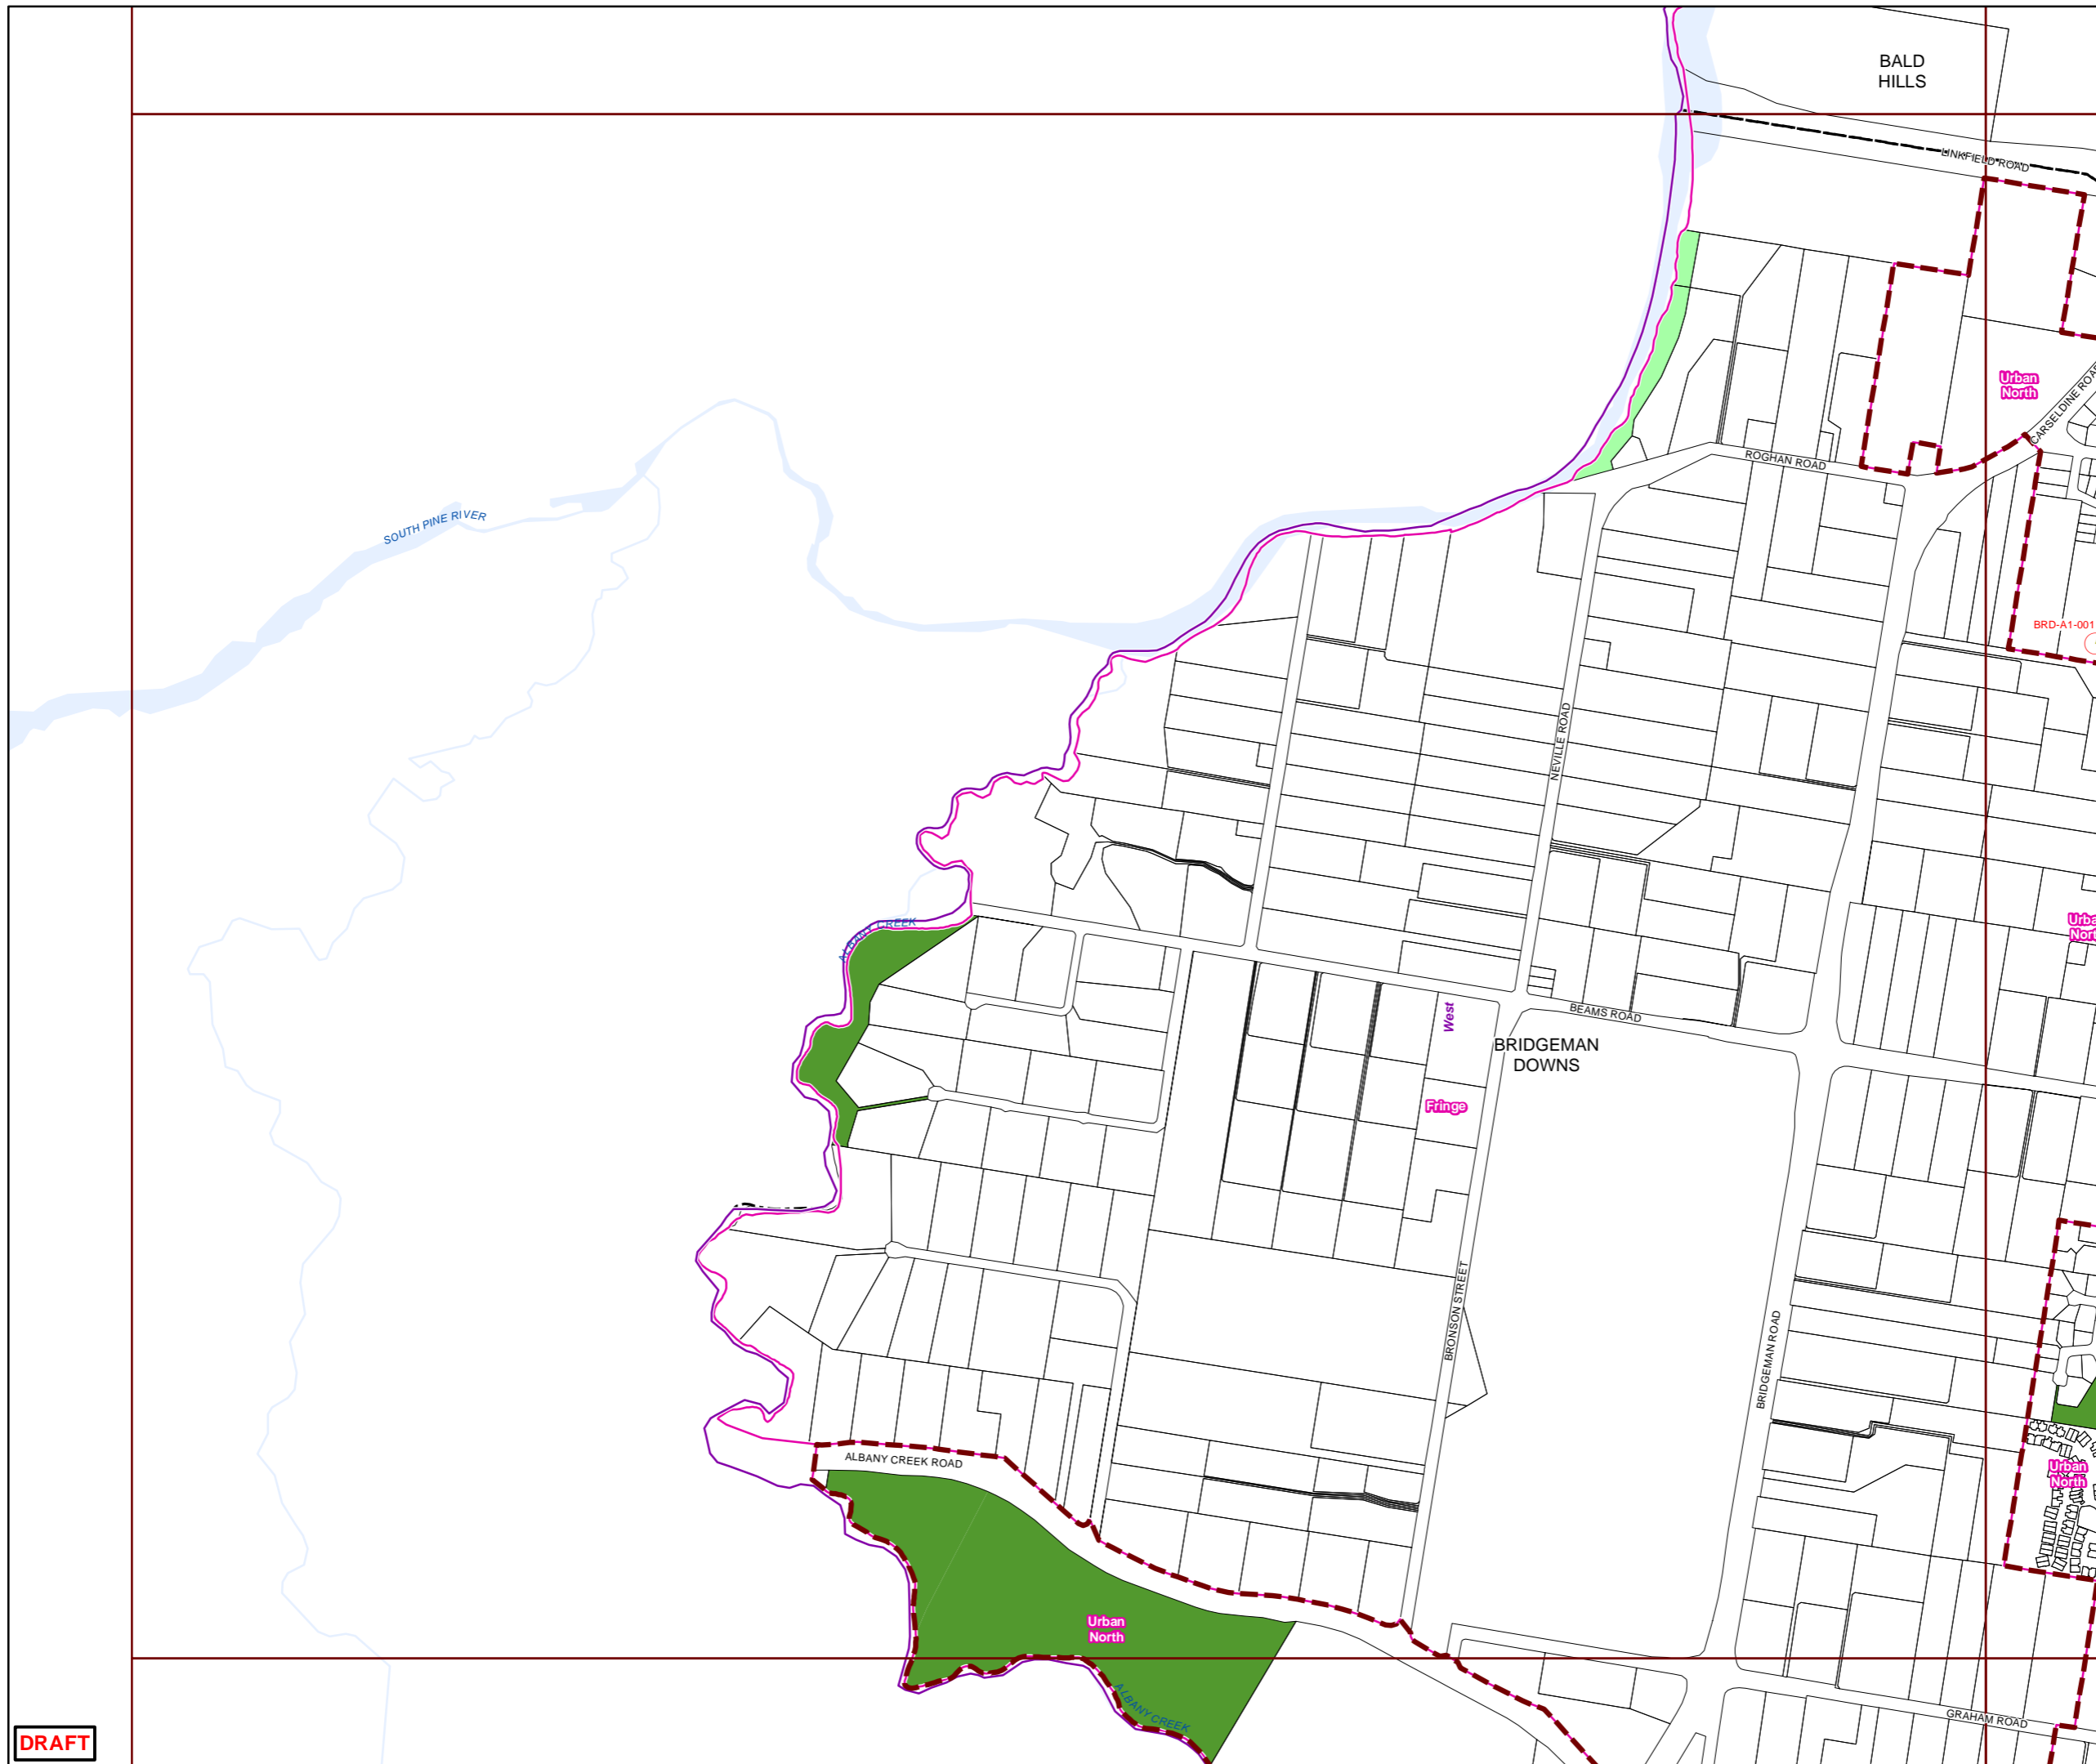 BALD
HILLS
LINKFIELD ROAD
Urban
North
CARSELDINE ROAD
ROGHAN ROAD
SOUTH PINE RIVER
BRD-A1-001
NEVILLE ROAD
ALBANY CREEK
West
BEAMS ROAD
BRIDGEMAN
DOWNS
Fringe
BRONSON STREET
BRIDGEMAN ROAD
ALBANY CREEK ROAD
Urban
North
Urban
North
ALBANY CREEK
GRAHAM ROAD
DRAFT